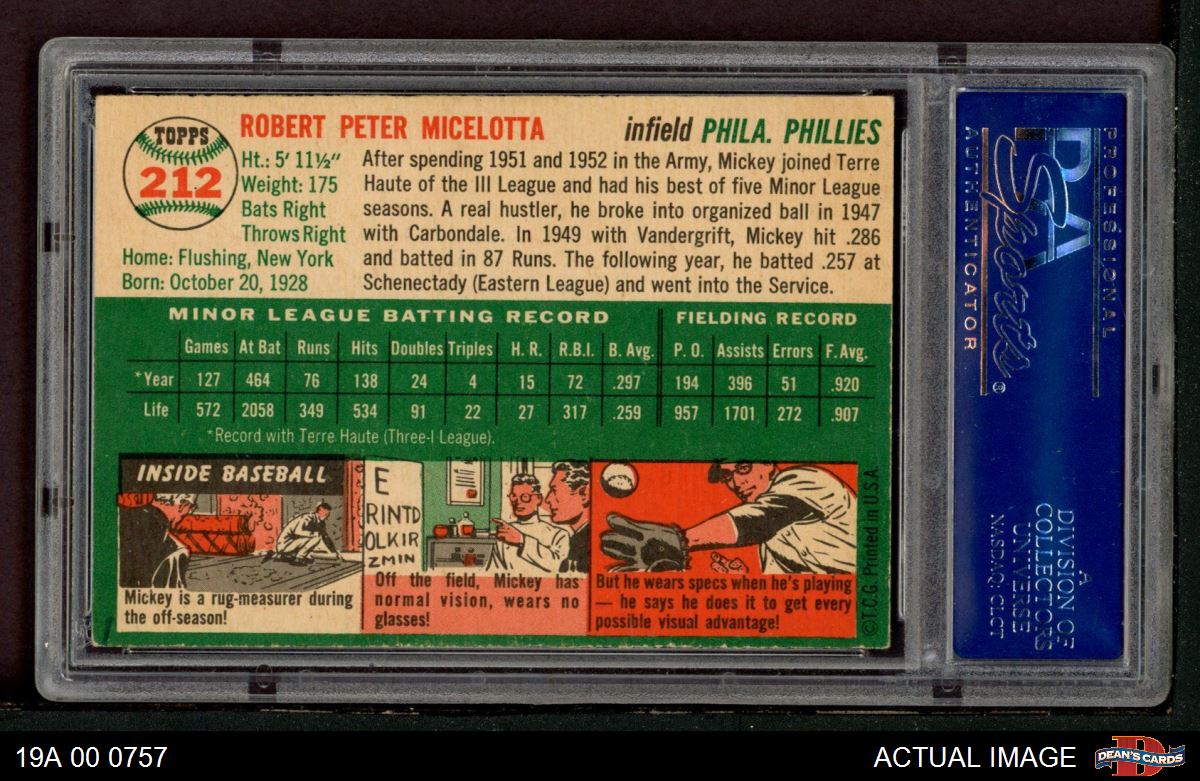 TOPPS
212
ROBERT PETER MICELOTTA
infield PHILA. PHILLIES
Ht.: 5' 11½"
Weight: 175
Bats Right
Throws Right
Home: Flushing, New York
Born: October 20, 1928
After spending 1951 and 1952 in the Army, Mickey joined Terre
Haute of the III League and had his best of five Minor League
seasons. A real hustler, he broke into organized ball in 1947
with Carbondale. In 1949 with Vandergrift, Mickey hit .286
and batted in 87 Runs. The following year, he batted .257 at
Schenectady (Eastern League) and went into the Service.
MINOR LEAGUE BATTING RECORD
FIELDING RECORD
Games At Bat Runs Hits Doubles Triples H. R. R.B.I. B. Avg. P. O. Assists Errors F. Avg.
*Year 127 464 76 138 24 4 15 72 .297 194 396 51 .920
Life 572 2058 349 534 91 22 27 317 .259 957 1701 272 .907
*Record with Terre Haute (Three-I League).
INSIDE BASEBALL
Mickey is a rug-measurer during
the off-season!
E
RINTD
OLKIR
ZMIN
Off the field, Mickey has
normal vision, wears no
glasses!
But he wears specs when he's playing
— he says he does it to get every
possible visual advantage!
©T.C.G. Printed in U.S.A.
PROFESSIONAL
PSA
Sports
®
AUTHENTICATOR
A
DIVISION OF
COLLECTORS
UNIVERSE
NASDAQ: CLCT
19A 00 0757
ACTUAL IMAGE
D
DEAN'S CARDS